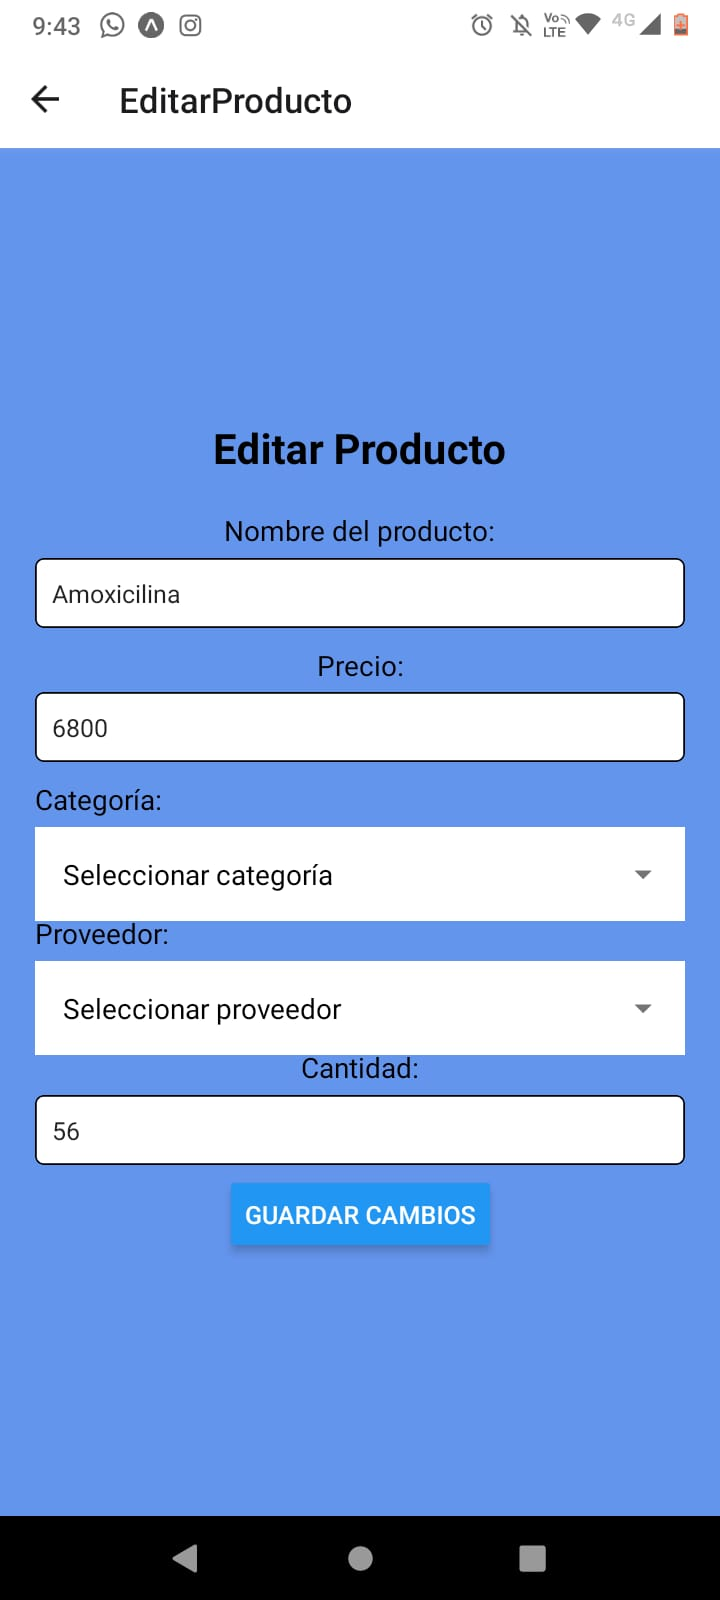 9:43
Vo
LTE
4G
EditarProducto
Editar Producto
Nombre del producto:
Amoxicilina
Precio:
6800
Categoría:
Seleccionar categoría
Proveedor:
Seleccionar proveedor
Cantidad:
56
GUARDAR CAMBIOS